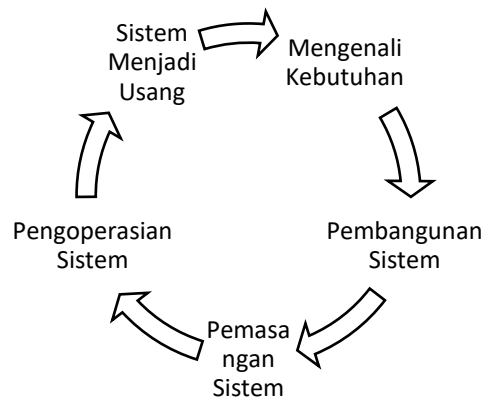 Sistem
Menjadi
Usang
Mengenali
Kebutuhan
Pembangunan
Sistem
Pemasa
ngan
Sistem
Pengoperasian
Sistem